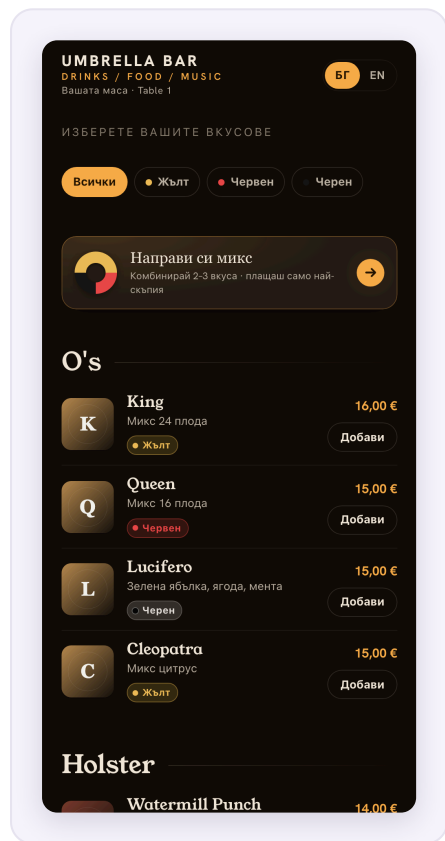 UMBRELLA BAR
DRINKS / FOOD / MUSIC
Вашата маса · Table 1
БГ EN
ИЗБЕРЕТЕ ВАШИТЕ ВКУСОВЕ
Всички Жълт Червен Черен
Направи си микс
Комбинирай 2-3 вкуса · плащаш само най-
скъпия
O's
K
King
Микс 24 плода
Жълт
16,00 €
Добави
Q
Queen
Микс 16 плода
Червен
15,00 €
Добави
L
Lucifero
Зелена ябълка, ягода, мента
Черен
15,00 €
Добави
C
Cleopatra
Микс цитрус
Жълт
15,00 €
Добави
Holster
Watermill Punch
14,00 €